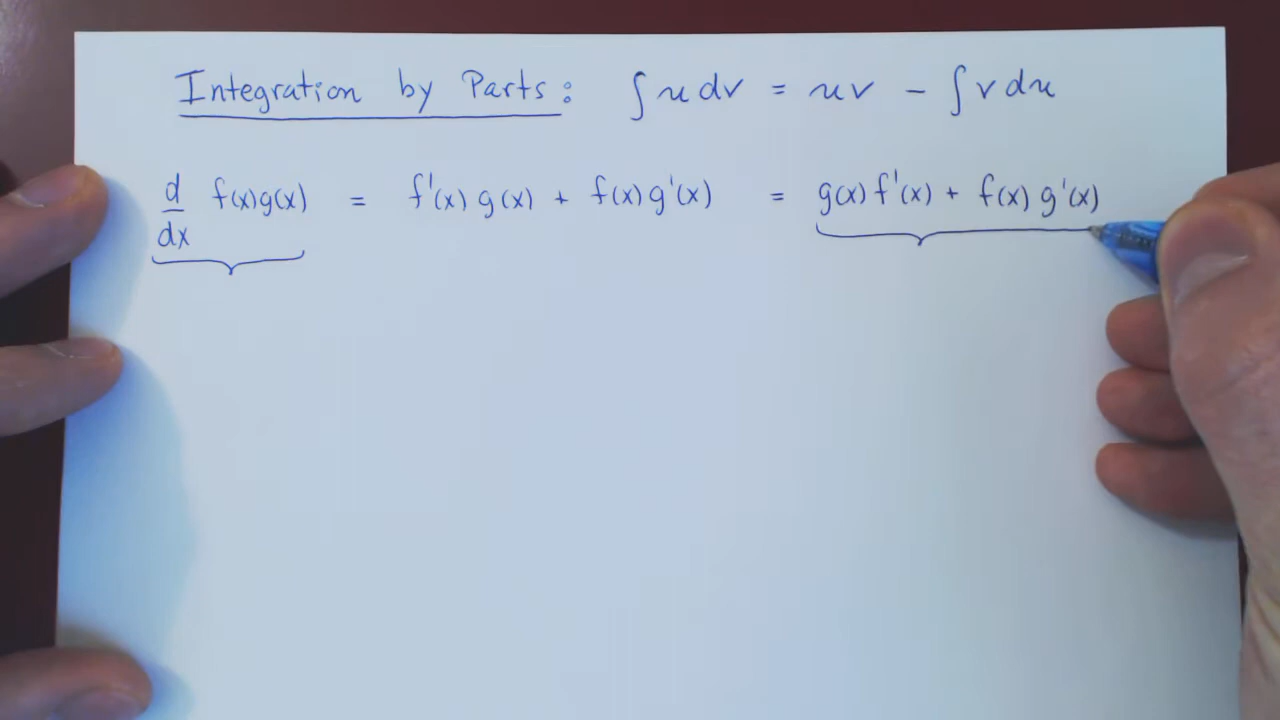 Integration by Parts: ∫ u dv = uv - ∫ v du
d/dx f(x)g(x) = f'(x) g(x) + f(x) g'(x) = g(x) f'(x) + f(x) g'(x)